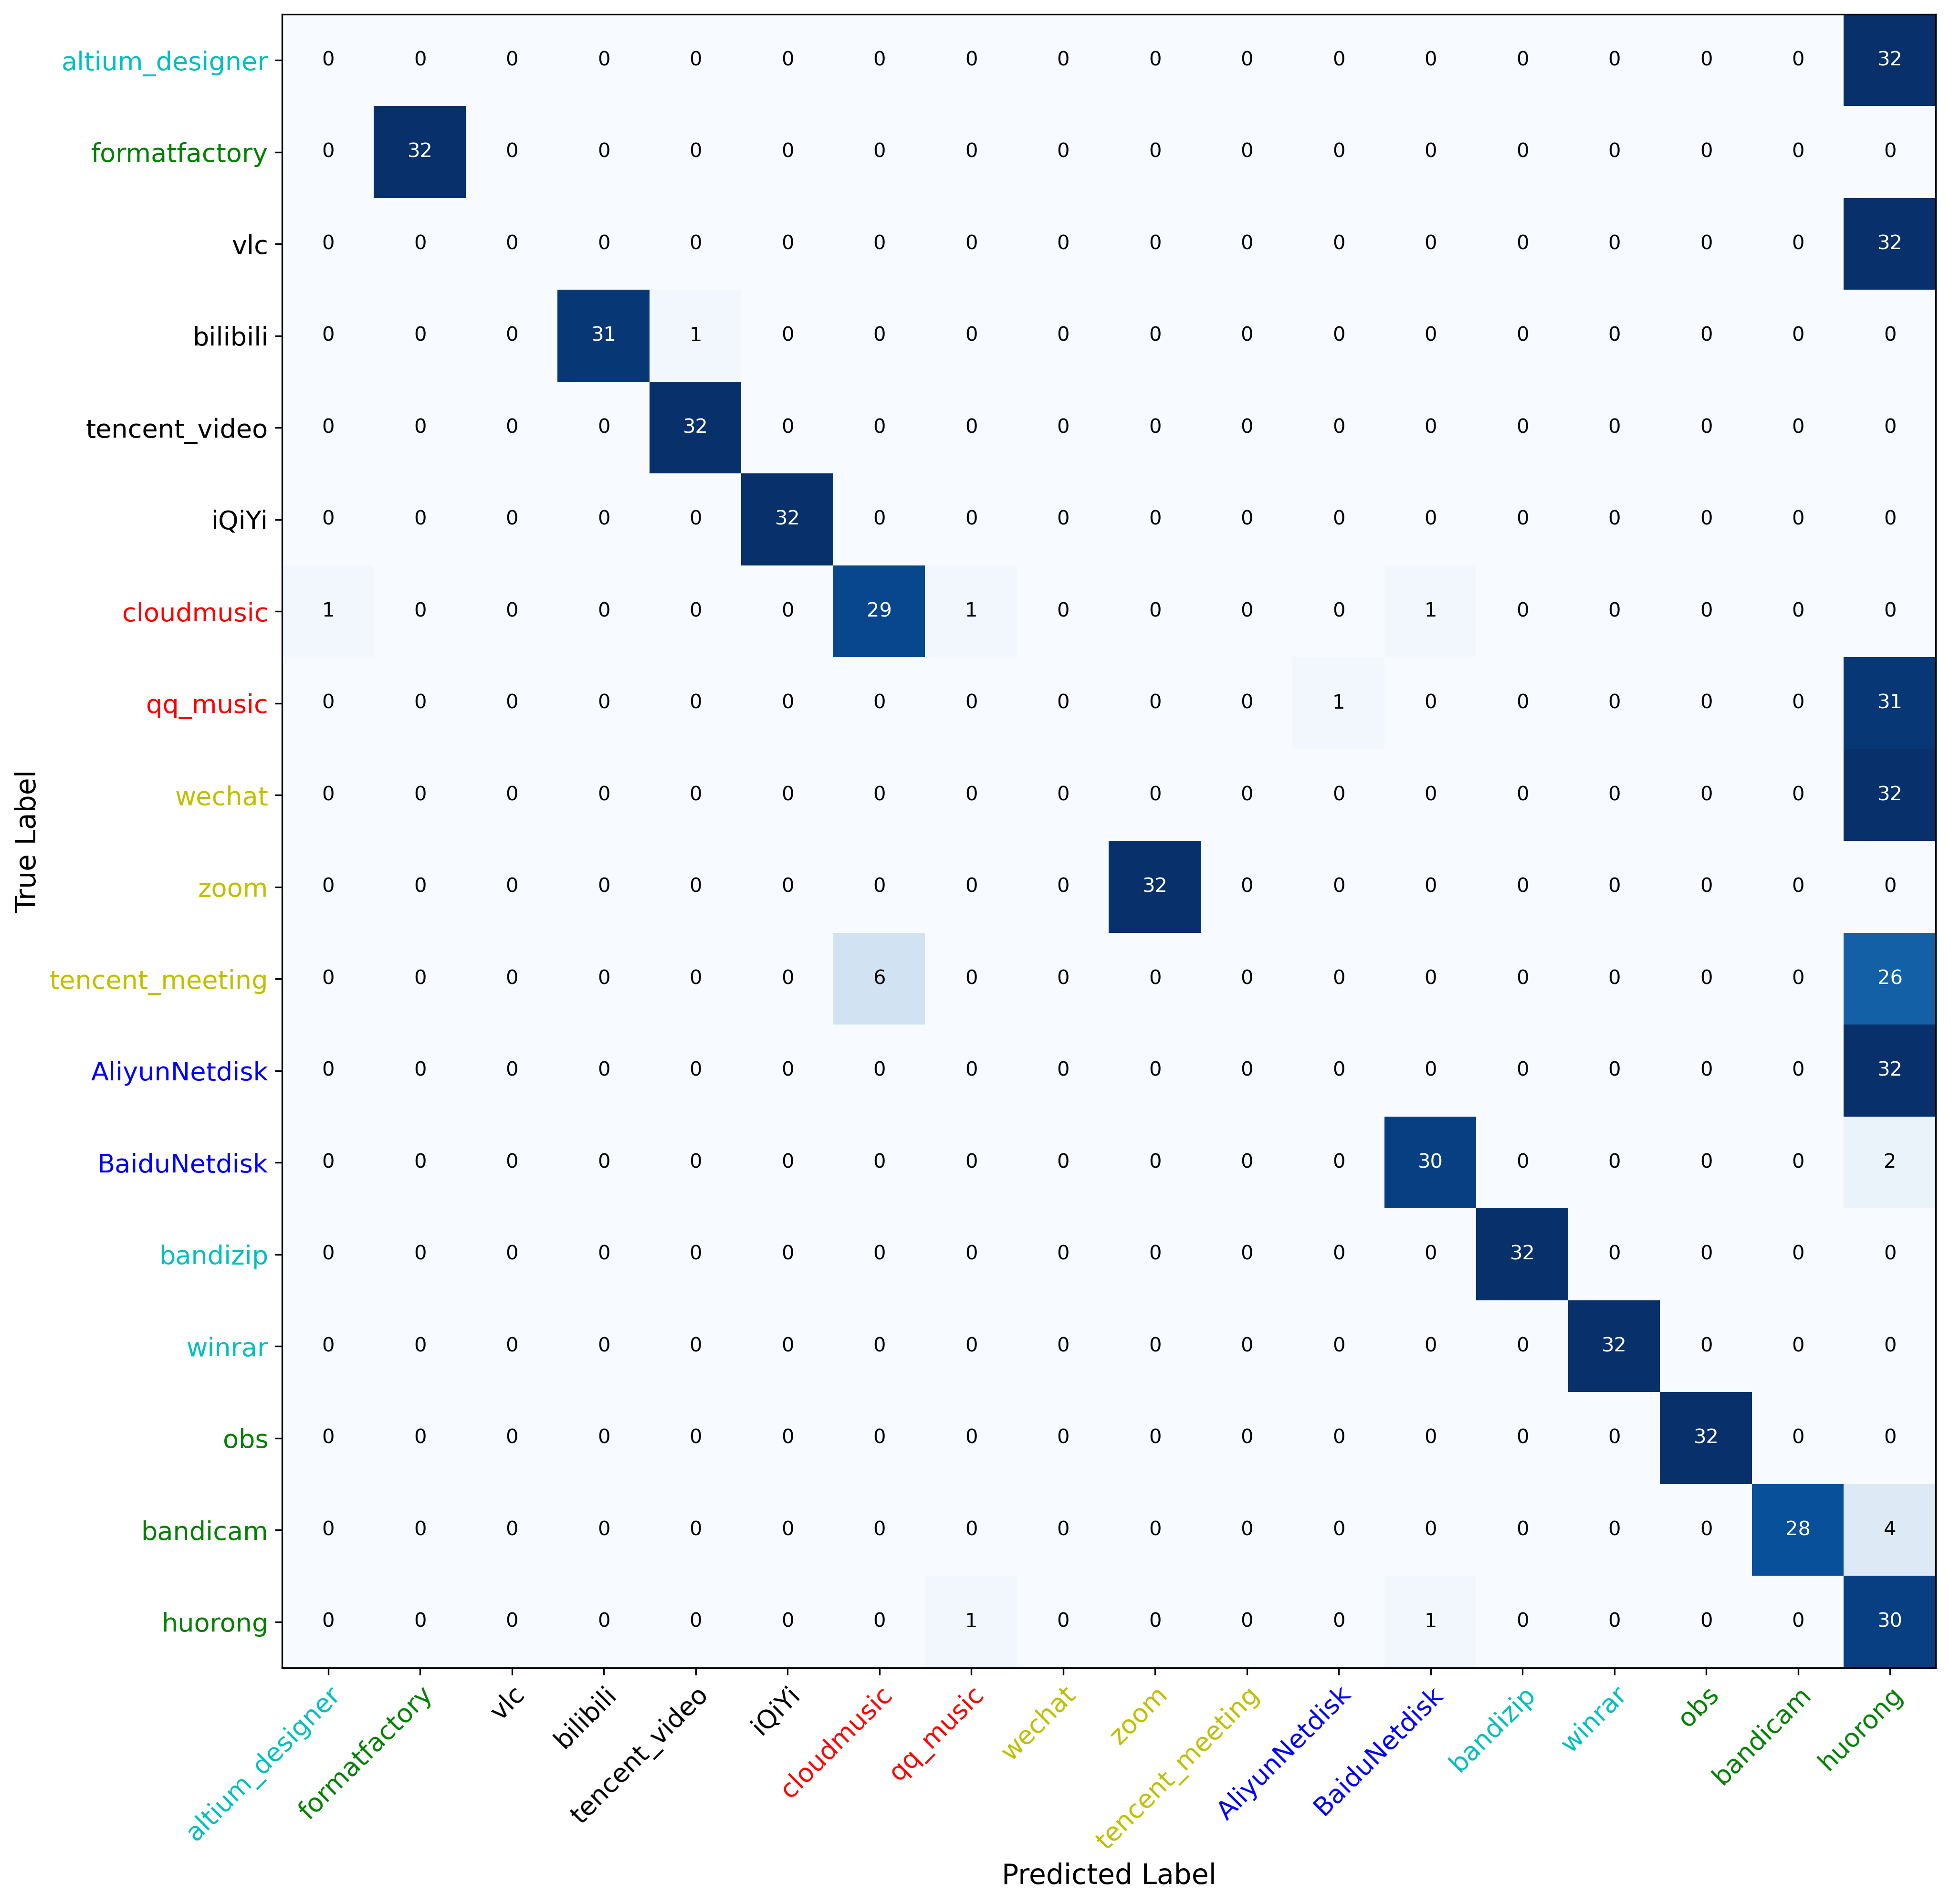 altium_designer 0 0 0 0 0 0 0 0 0 0 0 0 0 0 0 0 0 32
formatfactory 0 32 0 0 0 0 0 0 0 0 0 0 0 0 0 0 0 0
vlc 0 0 0 0 0 0 0 0 0 0 0 0 0 0 0 0 0 32
bilibili 0 0 0 31 1 0 0 0 0 0 0 0 0 0 0 0 0 0
tencent_video 0 0 0 0 32 0 0 0 0 0 0 0 0 0 0 0 0 0
iQiYi 0 0 0 0 0 32 0 0 0 0 0 0 0 0 0 0 0 0
cloudmusic 1 0 0 0 0 0 29 1 0 0 0 0 1 0 0 0 0 0
qq_music 0 0 0 0 0 0 0 0 0 0 0 1 0 0 0 0 0 31
wechat 0 0 0 0 0 0 0 0 0 0 0 0 0 0 0 0 0 32
zoom 0 0 0 0 0 0 0 0 0 32 0 0 0 0 0 0 0 0
tencent_meeting 0 0 0 0 0 0 6 0 0 0 0 0 0 0 0 0 0 26
AliyunNetdisk 0 0 0 0 0 0 0 0 0 0 0 0 0 0 0 0 0 32
BaiduNetdisk 0 0 0 0 0 0 0 0 0 0 0 0 30 0 0 0 0 2
bandizip 0 0 0 0 0 0 0 0 0 0 0 0 0 32 0 0 0 0
winrar 0 0 0 0 0 0 0 0 0 0 0 0 0 0 32 0 0 0
obs 0 0 0 0 0 0 0 0 0 0 0 0 0 0 0 32 0 0
bandicam 0 0 0 0 0 0 0 0 0 0 0 0 0 0 0 0 28 4
huorong 0 0 0 0 0 0 0 1 0 0 0 0 1 0 0 0 0 30
True Label
altium_designer
formatfactory
vlc
bilibili
tencent_video
iQiYi
cloudmusic
qq_music
wechat
zoom
tencent_meeting
AliyunNetdisk
BaiduNetdisk
bandizip
winrar
obs
bandicam
huorong
Predicted Label